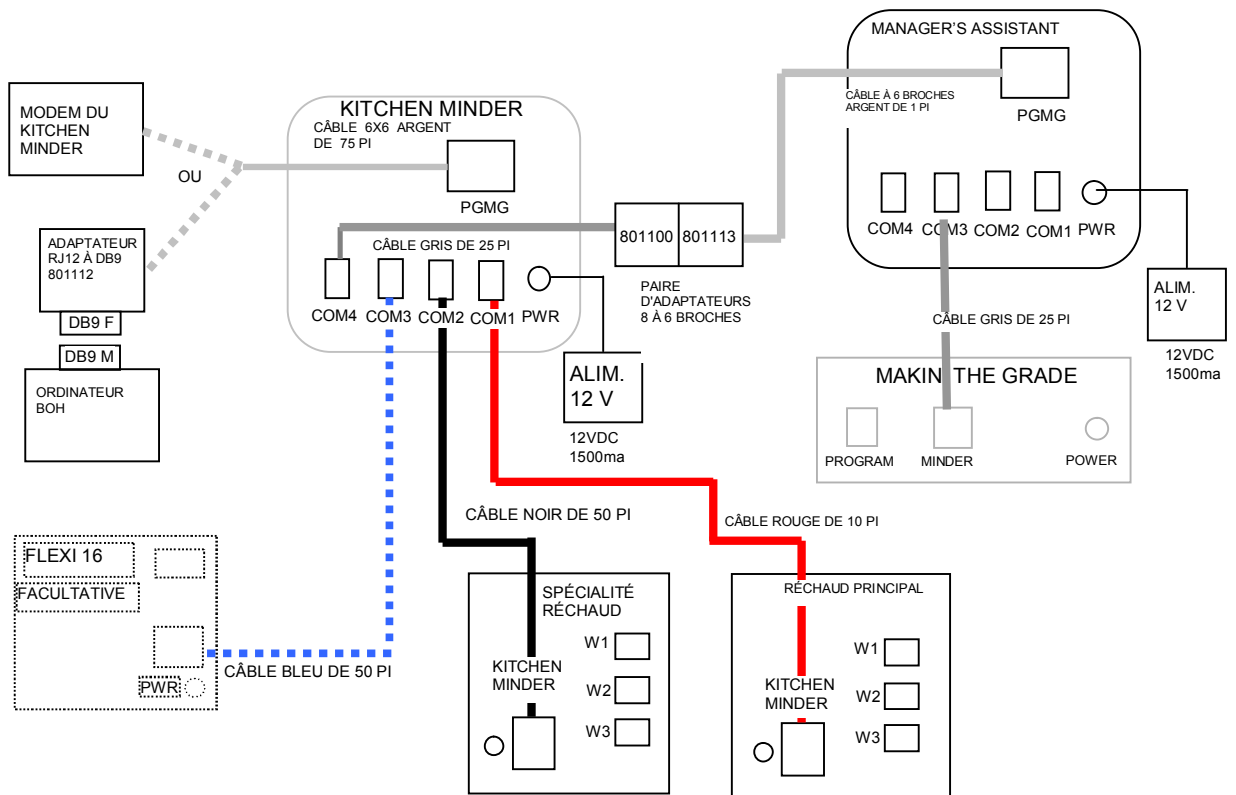 MODEM DU
KITCHEN
MINDER
OU
ADAPTATEUR
RJ12 À DB9
801112
DB9 F
DB9 M
ORDINATEUR
BOH
KITCHEN MINDER
CÂBLE 6X6 ARGENT
DE 75 PI
PGMG
CÂBLE GRIS DE 25 PI
COM4 COM3 COM2 COM1 PWR
ALIM.
12 V
12VDC
1500ma
801100 801113
PAIRE
D'ADAPTATEURS
8 À 6 BROCHES
MANAGER'S ASSISTANT
CÂBLE À 6 BROCHES
ARGENT DE 1 PI
PGMG
COM4 COM3 COM2 COM1 PWR
ALIM.
12 V
12VDC
1500ma
CÂBLE GRIS DE 25 PI
MAKIN THE GRADE
PROGRAM MINDER POWER
CÂBLE NOIR DE 50 PI
CÂBLE ROUGE DE 10 PI
FLEXI 16
FACULTATIVE
PWR
CÂBLE BLEU DE 50 PI
SPÉCIALITÉ
RÉCHAUD
W1
KITCHEN
MINDER
W2
W3
RÉCHAUD PRINCIPAL
W1
KITCHEN
MINDER
W2
W3